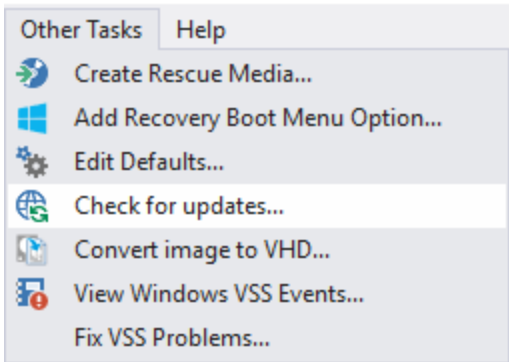 Other Tasks Help
Create Rescue Media...
Add Recovery Boot Menu Option...
Edit Defaults...
Check for updates...
Convert image to VHD...
View Windows VSS Events...
Fix VSS Problems...